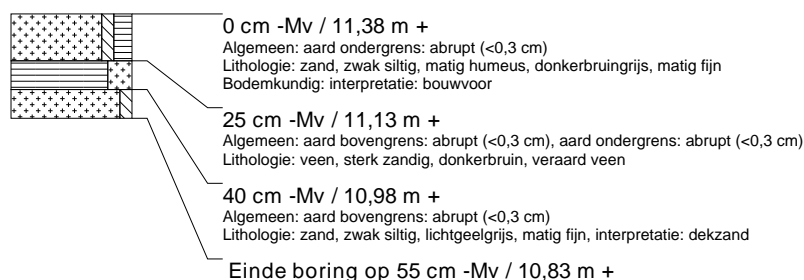 0 cm -Mv / 11,38 m +
Algemeen: aard ondergrens: abrupt (<0,3 cm)
Lithologie: zand, zwak siltig, matig humeus, donkerbruingrijs, matig fijn
Bodemkundig: interpretatie: bouwvoor
25 cm -Mv / 11,13 m +
Algemeen: aard bovengrens: abrupt (<0,3 cm), aard ondergrens: abrupt (<0,3 cm)
Lithologie: veen, sterk zandig, donkerbruin, veraard veen
40 cm -Mv / 10,98 m +
Algemeen: aard bovengrens: abrupt (<0,3 cm)
Lithologie: zand, zwak siltig, lichtgeelgrijs, matig fijn, interpretatie: dekzand
Einde boring op 55 cm -Mv / 10,83 m +